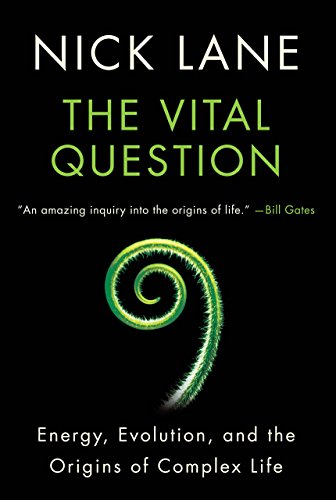 NICK LANE
THE VITAL
QUESTION
“An amazing inquiry into the origins of life.” —Bill Gates
Energy, Evolution, and the
Origins of Complex Life